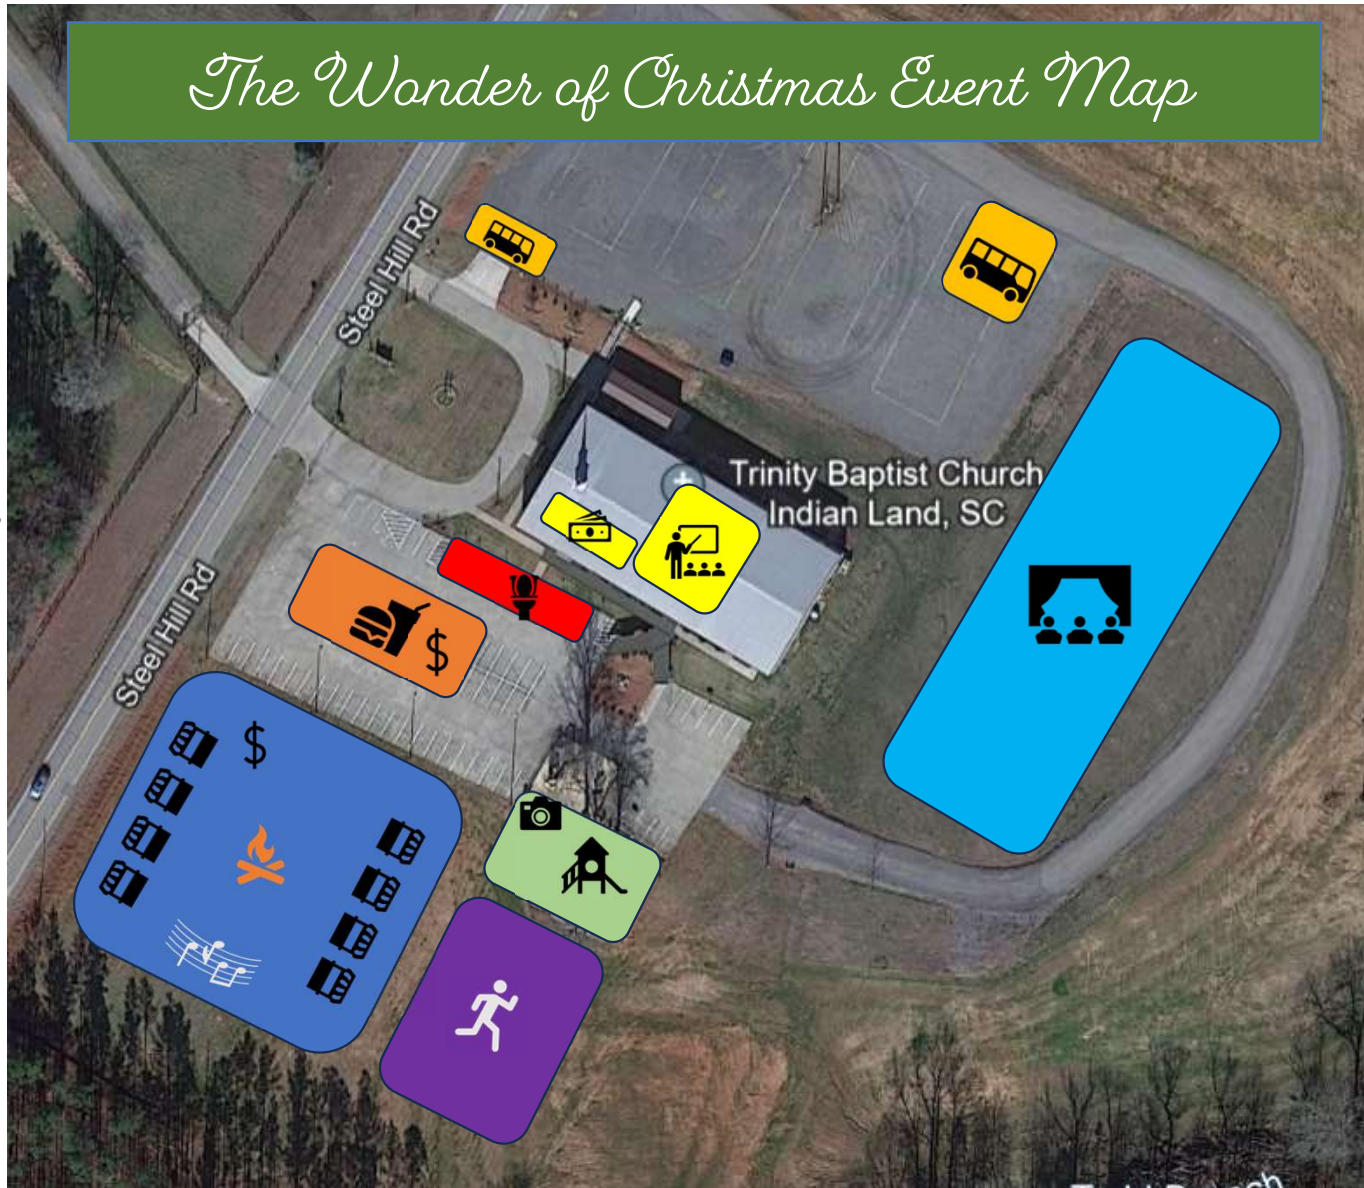 The Wonder of Christmas Event Map
Steel Hill Rd
Trinity Baptist Church
Indian Land, SC
$
Steel Hill Rd
$